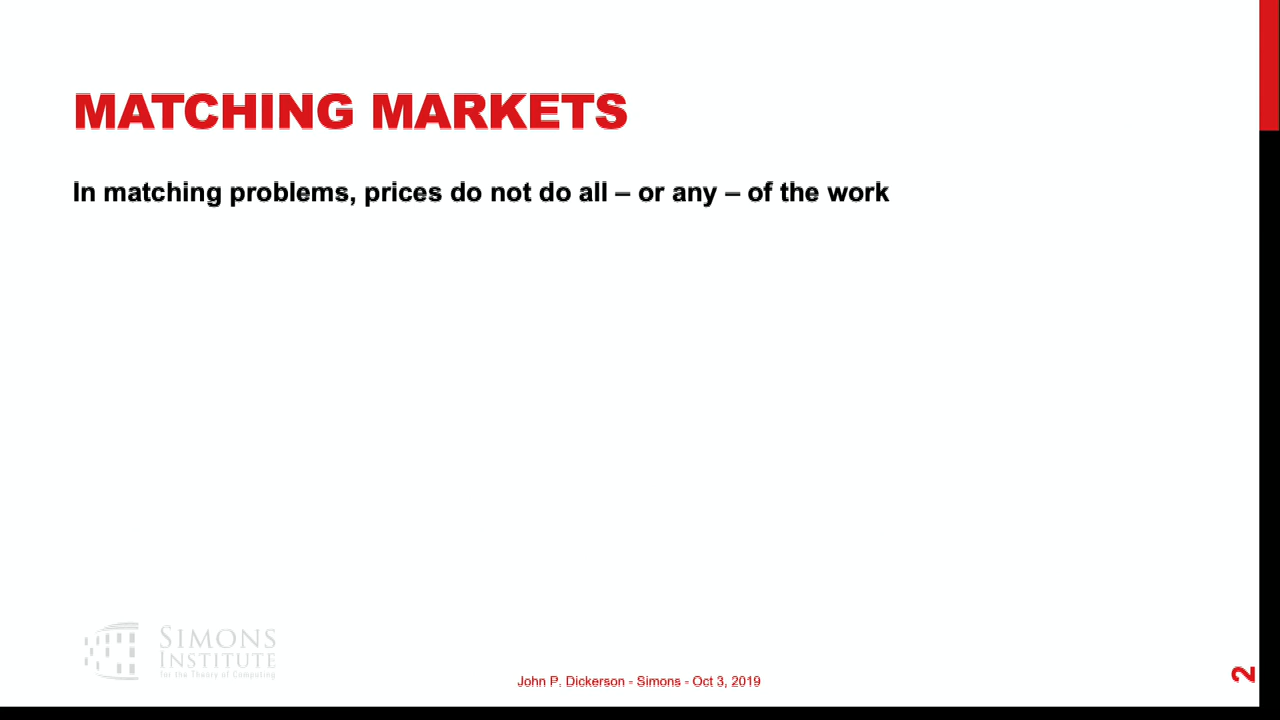 MATCHING MARKETS
In matching problems, prices do not do all – or any – of the work
SIMONS
INSTITUTE
for the Theory of Computing
John P. Dickerson - Simons - Oct 3, 2019
2